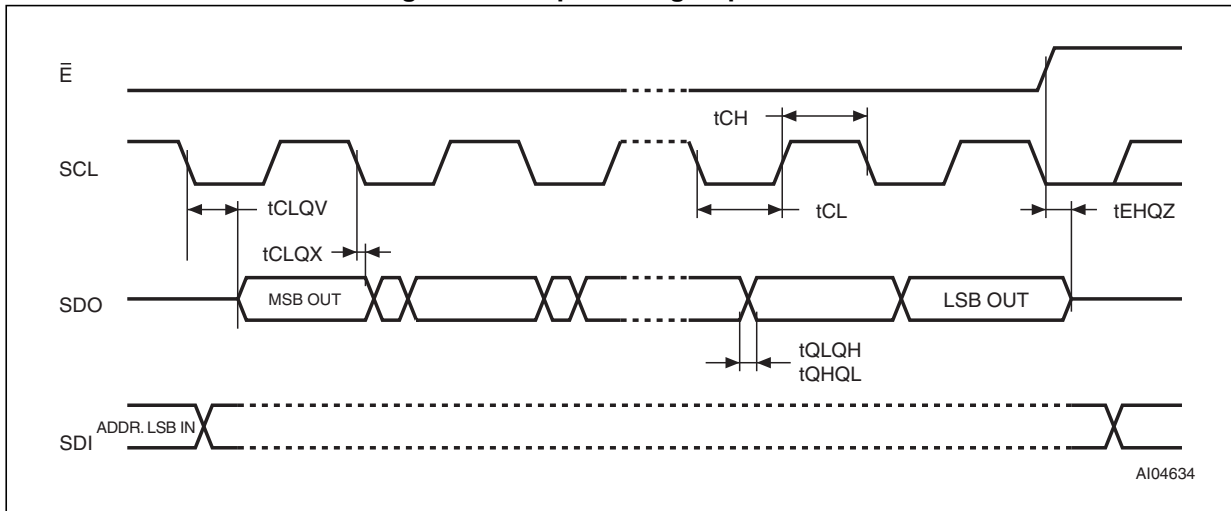 Ē
tCH
SCL
tCLQV
tCL
tEHQZ
tCLQX
SDO
MSB OUT
LSB OUT
tQLQH
tQHQL
ADDR. LSB IN
SDI
AI04634